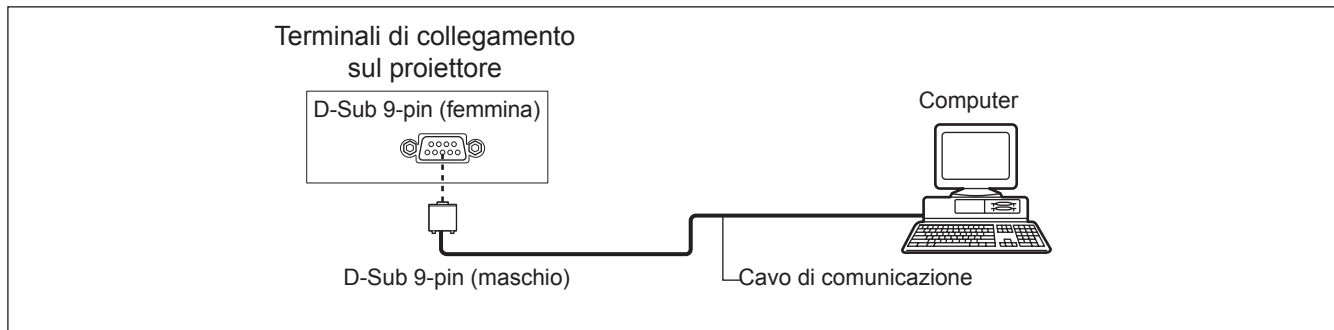 Terminali di collegamento
sul proiettore
D-Sub 9-pin (femmina)
Computer
D-Sub 9-pin (maschio)
Cavo di comunicazione